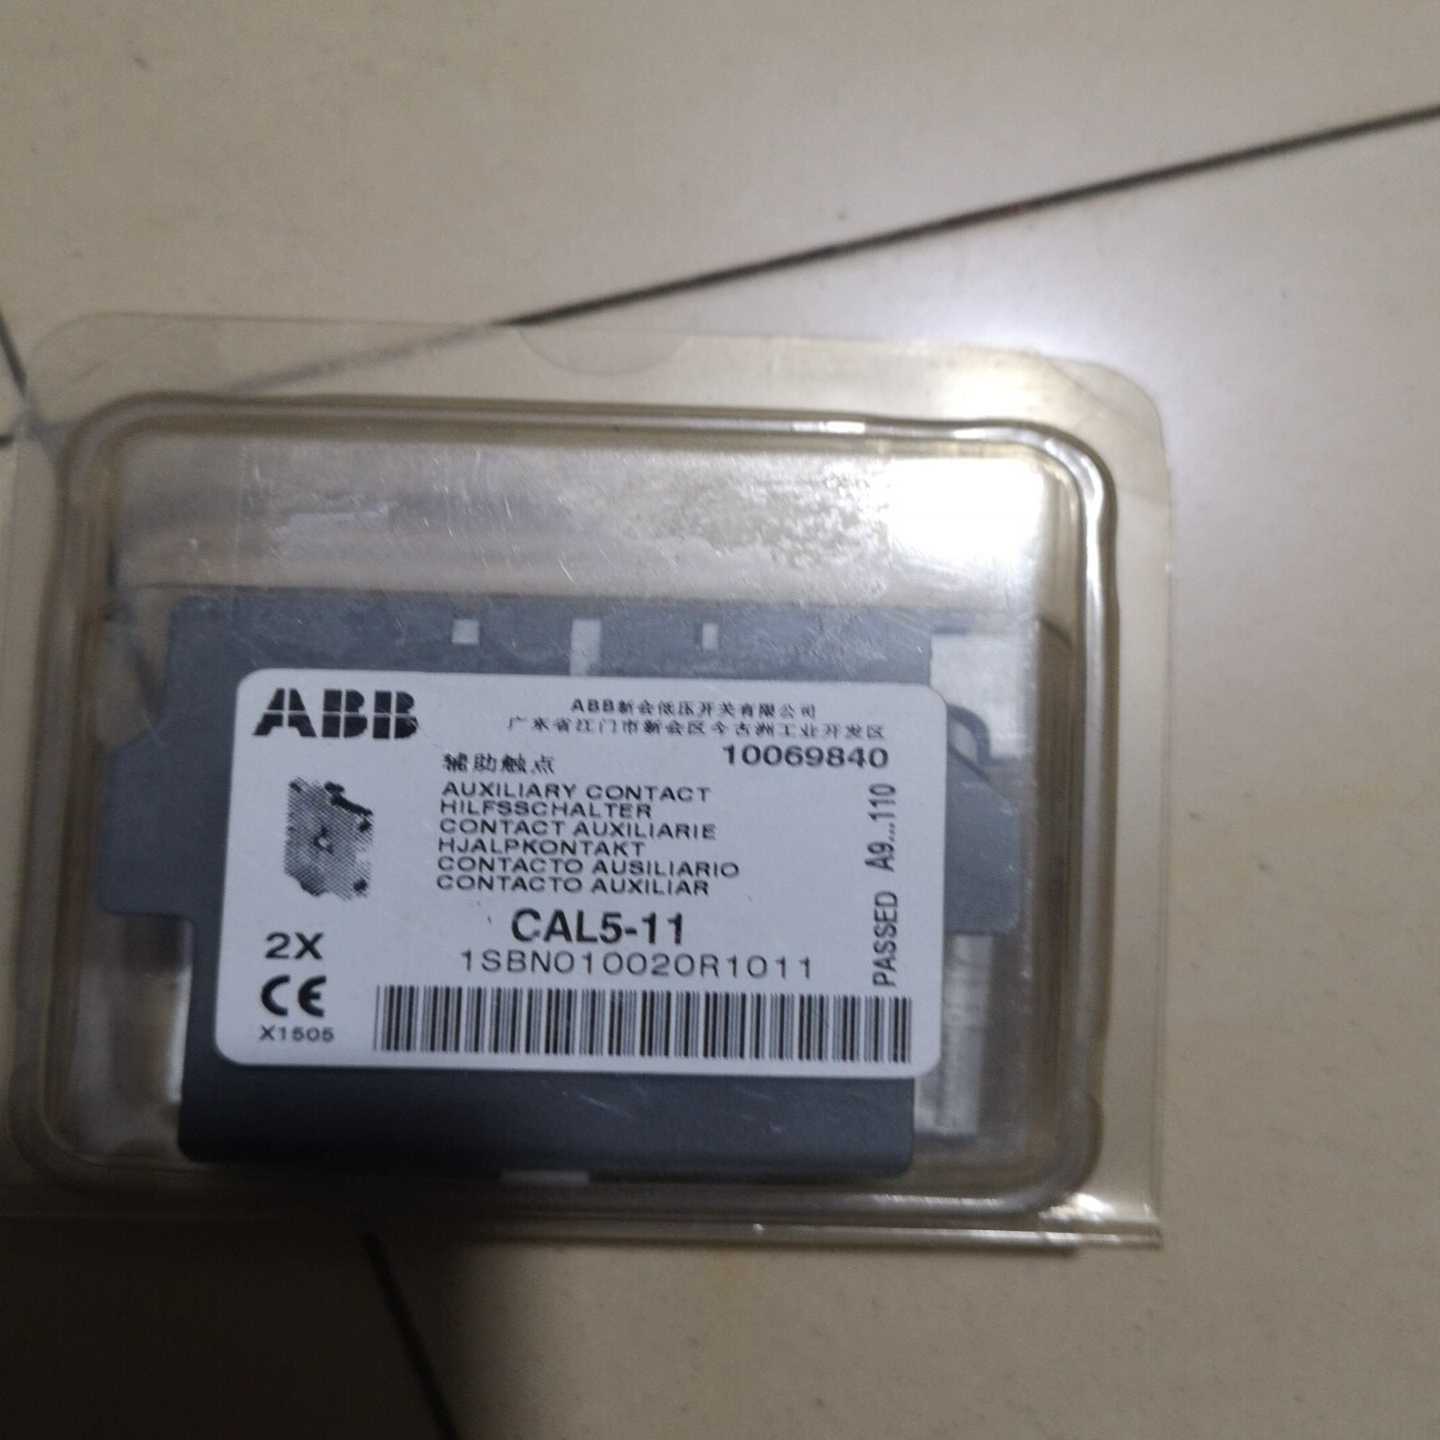 ABB
ABB新会低压开关有限公司
广东省江门市新会区今古洲工业开发区
10069840
辅助触点
AUXILIARY CONTACT
HILFSSCHALTER
CONTACT AUXILIARIE
HJALPKONTAKT
CONTACTO AUSILIARIO
CONTACTO AUXILIAR
CAL5-11
1SBN010020R1011
2X
CE
X1505
PASSED A9...110